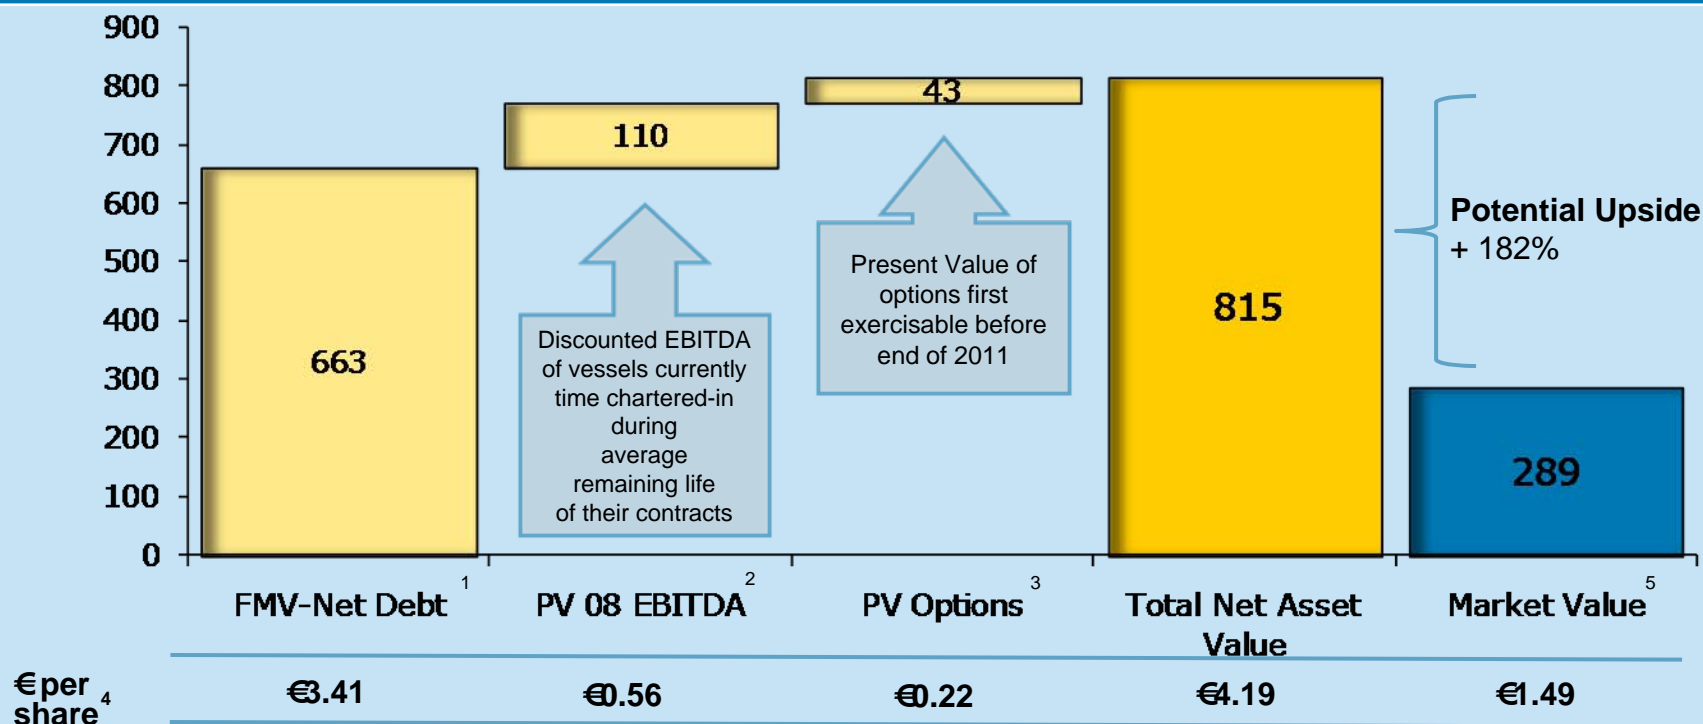 900
800
700
600
500
400
300
200
100
0
663
110
43
815
289
Discounted EBITDA
of vessels currently
time chartered-in
during
average
remaining life
of their contracts
Present Value of
options first
exercisable before
end of 2011
Potential Upside
+ 182%
FMV-Net Debt 1
PV 08 EBITDA 2
PV Options 3
Total Net Asset
Value
Market Value 5
€ per
share 4
€3.41
€0.56
€0.22
€4.19
€1.49